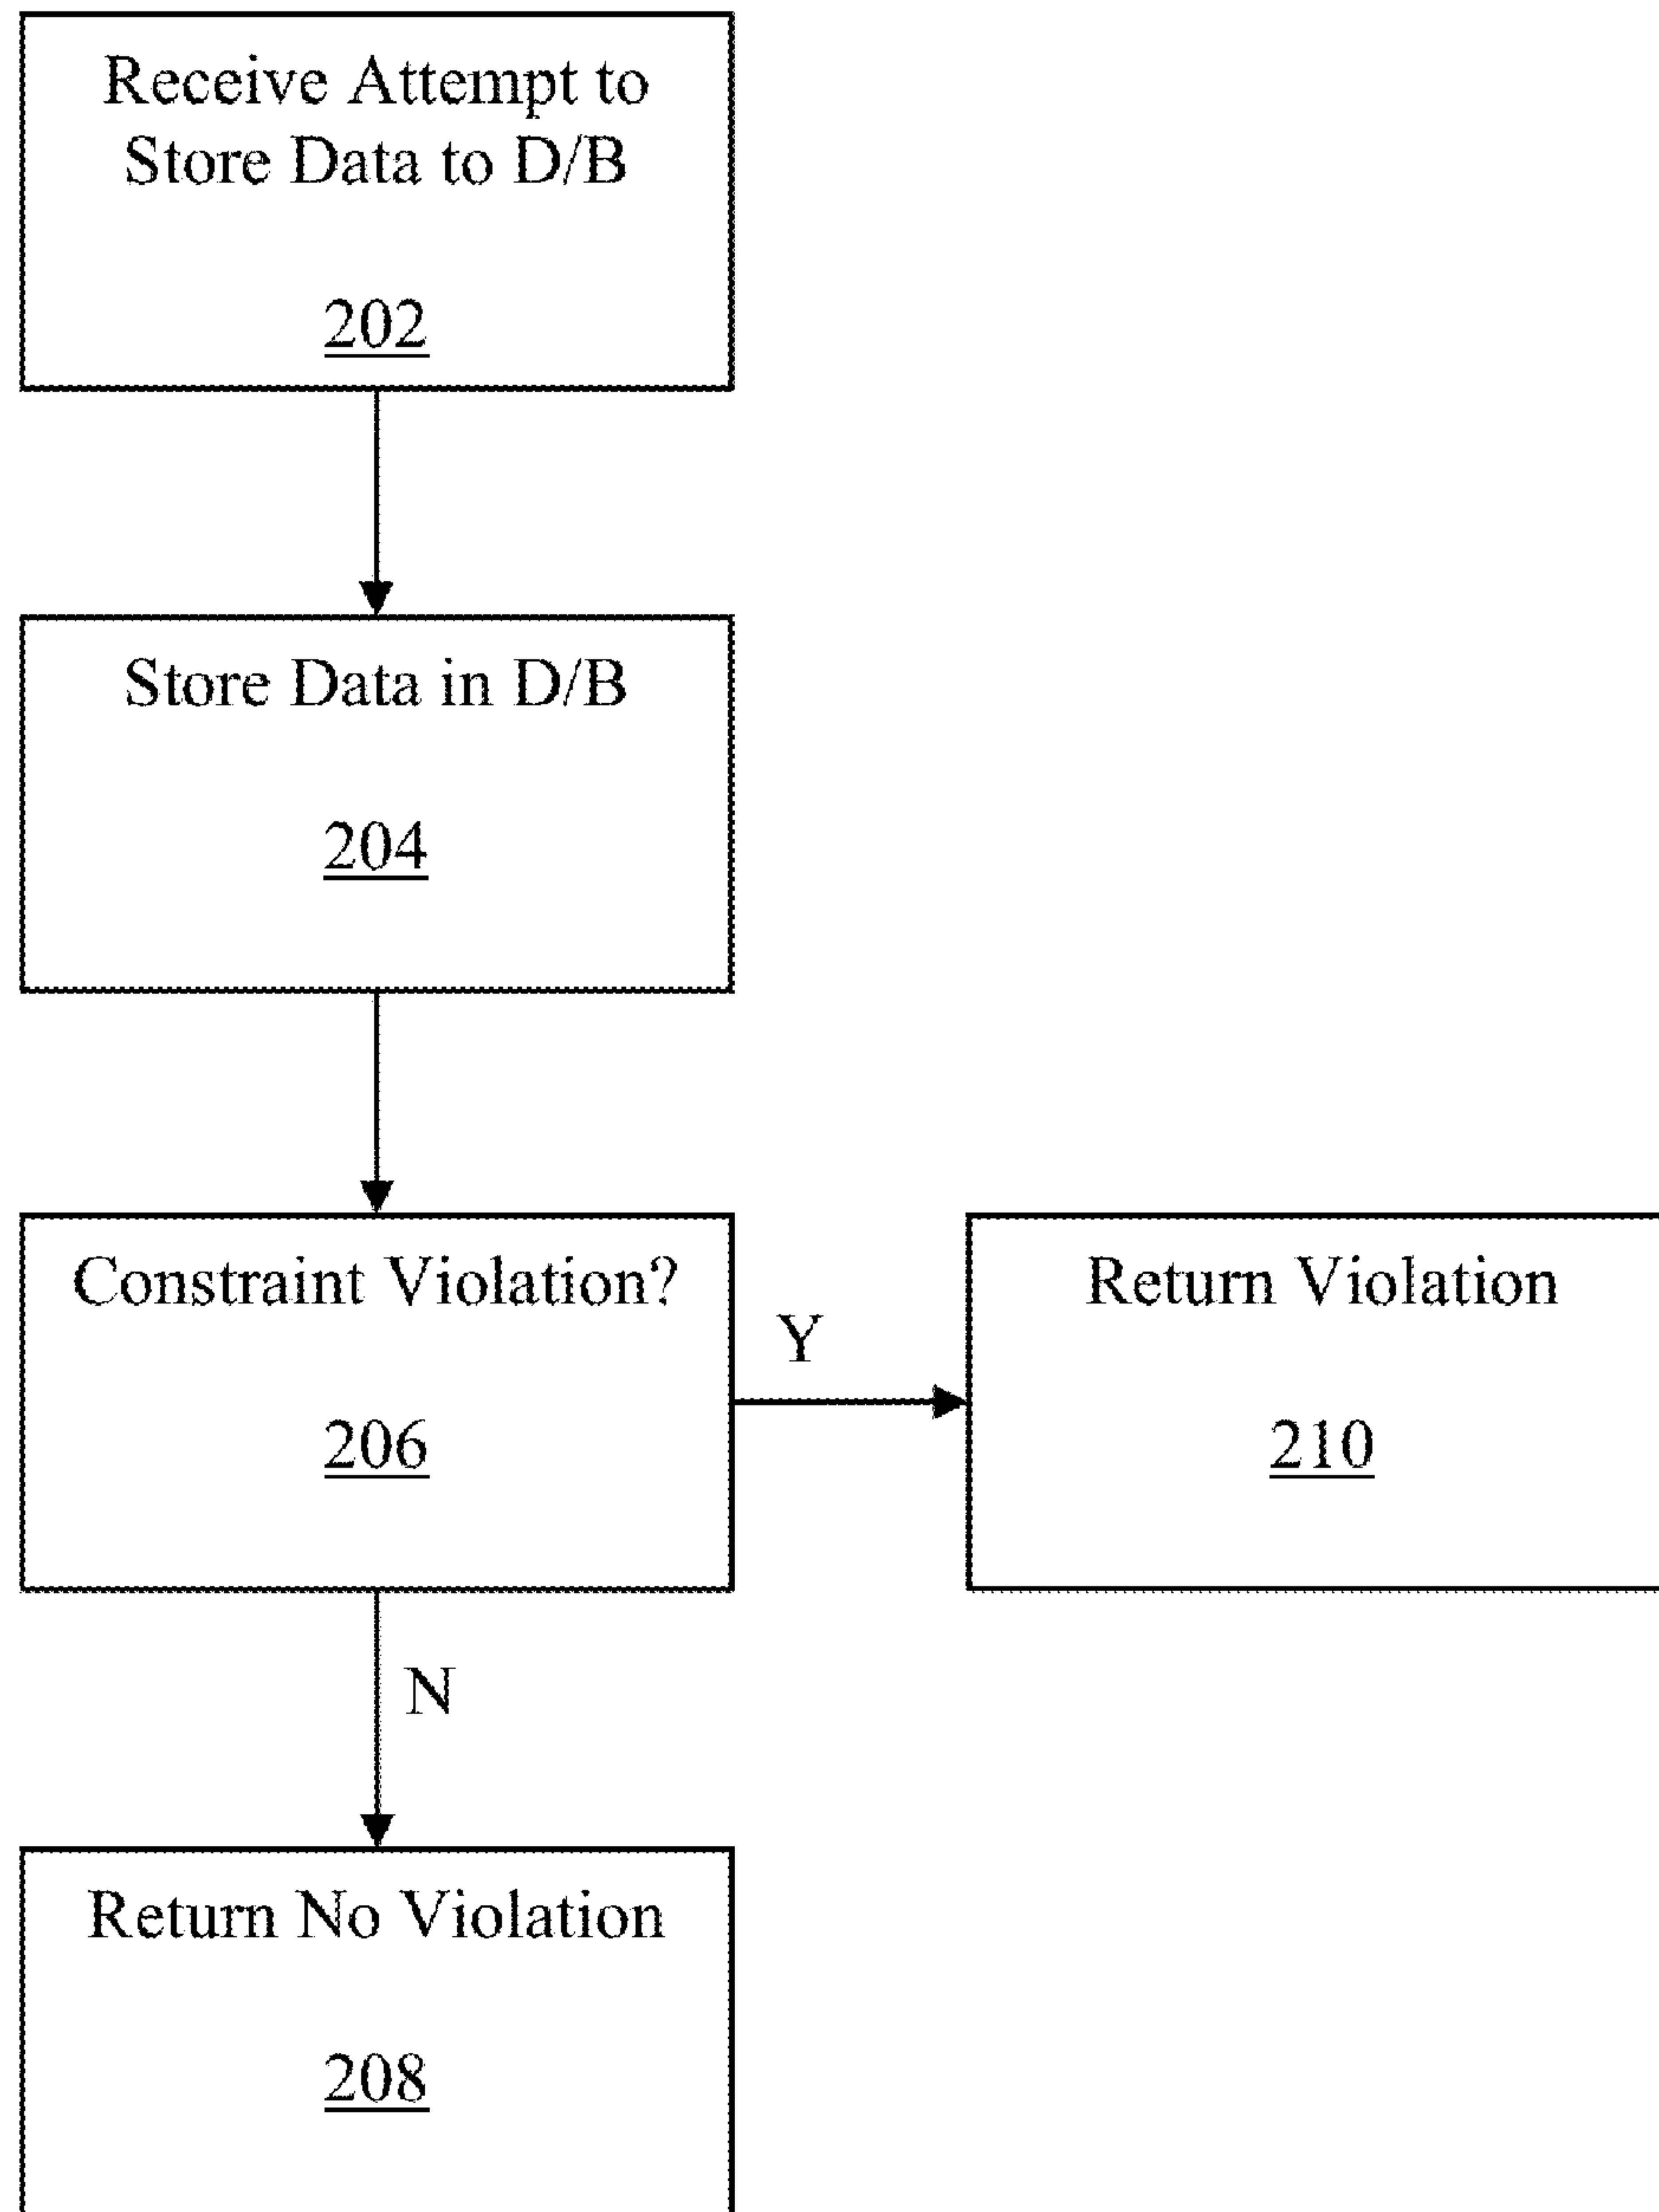 Receive Attempt to
Store Data to D/B
202
Store Data in D/B
204
Constraint Violation?
206
Y
Return Violation
210
N
Return No Violation
208